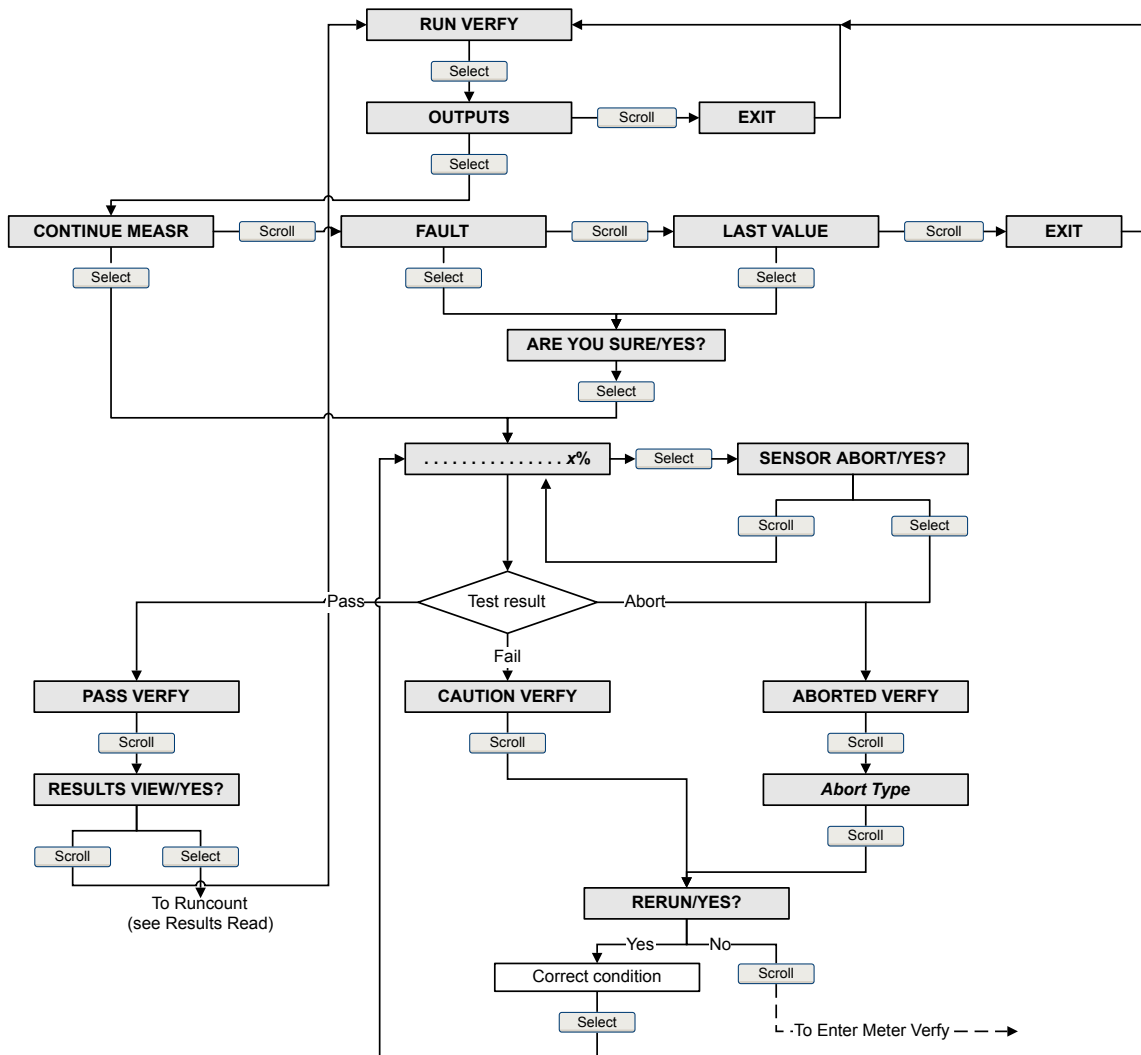 RUN VERFY
Select
OUTPUTS
Scroll
EXIT
Select
CONTINUE MEASR
Scroll
FAULT
Scroll
LAST VALUE
Scroll
EXIT
Select
Select
Select
ARE YOU SURE/YES?
Select
. . . . . . . . . . . . . . . x%
Select
SENSOR ABORT/YES?
Scroll
Select
Pass
Test result
Abort
Fail
PASS VERFY
CAUTION VERFY
ABORTED VERFY
Scroll
Scroll
Scroll
RESULTS VIEW/YES?
Abort Type
Scroll
Select
Scroll
To Runcount
(see Results Read)
RERUN/YES?
Yes
No
Correct condition
Scroll
Select
To Enter Meter Verfy